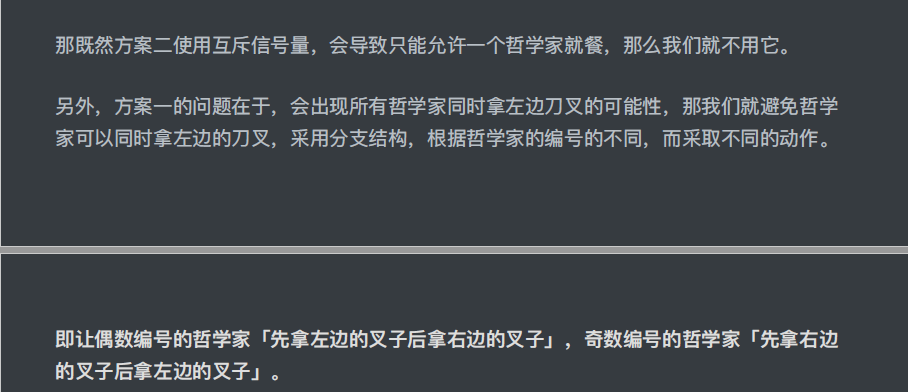 那既然方案二使用互斥信号量，会导致只能允许一个哲学家就餐，那么我们就不用它。
另外，方案一的问题在于，会出现所有哲学家同时拿左边刀叉的可能性，那我们就避免哲学
家可以同时拿左边的刀叉，采用分支结构，根据哲学家的编号的不同，而采取不同的动作。
即让偶数编号的哲学家「先拿左边的叉子后拿右边的叉子」，奇数编号的哲学家「先拿右边
的叉子后拿左边的叉子」。